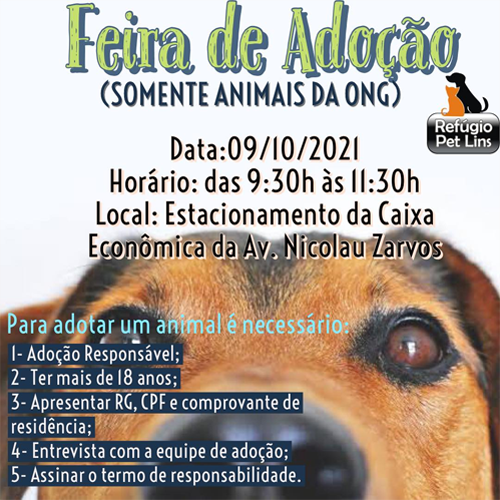 Feira de Adoção
(SOMENTE ANIMAIS DA ONG)
Refúgio
Pet Lins
Data:09/10/2021
Horário: das 9:30h às 11:30h
Local: Estacionamento da Caixa
Econômica da Av. Nicolau Zarvos
Para adotar um animal é necessário:
1- Adoção Responsável;
2- Ter mais de 18 anos;
3- Apresentar RG, CPF e comprovante de
residência;
4- Entrevista com a equipe de adoção;
5- Assinar o termo de responsabilidade.